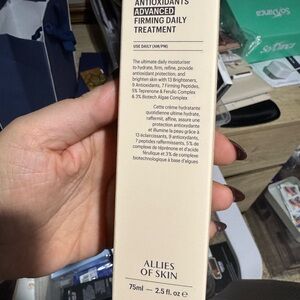 ANTIOXIDANTS
ADVANCED
FIRMING DAILY
TREATMENT
USE DAILY (AM/PM)
The ultimate daily moisturiser
to hydrate, firm, refine, provide
antioxidant protection, and
brighten skin with 13 Brighteners,
9 Antioxidants, 7 Firming Peptides,
5% Teprenone & Ferulic Complex
& 3% Biotech Algae Complex
Cette crème hydratante
quotidienne ultime hydrate,
raffermit, affine, assure une
protection antioxydante
et illumine la peau grâce à
13 éclaircissants, 9 antioxydants,
7 peptides raffermissants, 5% de
complexe de téprénone et d'acide
férulique et 3% de complexe
biotechnologique à base d'algues
ALLIES
OF SKIN
75ml — 2.5 fl. oz e